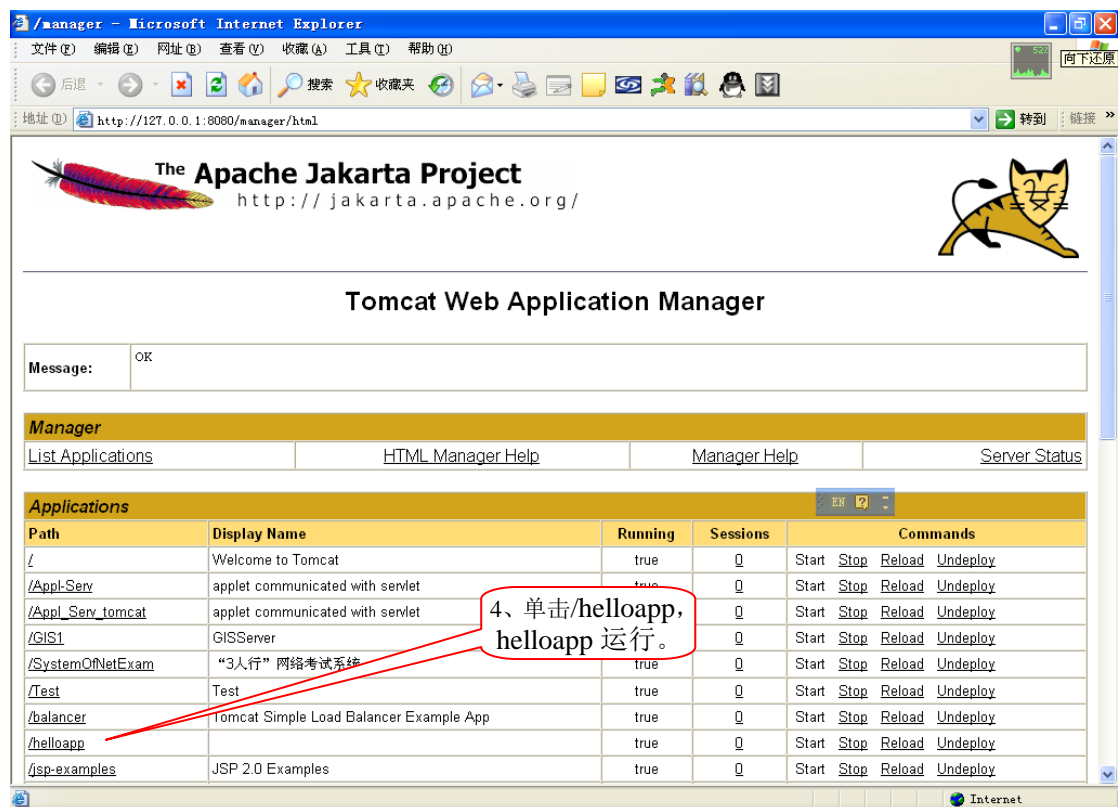 /manager - Microsoft Internet Explorer
文件(F) 编辑(E) 网址(B) 查看(V) 收藏(A) 工具(T) 帮助(H)
527
向下还原
后退 搜索 收藏夹
地址(D) http://127.0.0.1:8080/manager/html 转到 链接 »
The Apache Jakarta Project
http://jakarta.apache.org/
Tomcat Web Application Manager
Message: OK
Manager
List Applications HTML Manager Help Manager Help Server Status
Applications EN
Path Display Name Running Sessions Commands
/ Welcome to Tomcat true 0 Start Stop Reload Undeploy
/Appl-Serv applet communicated with servlet true 0 Start Stop Reload Undeploy
/Appl_Serv_tomcat applet communicated with servlet 0 Start Stop Reload Undeploy
/GIS1 GISServer 0 Start Stop Reload Undeploy
/SystemOfNetExam “3人行”网络考试系统 true 0 Start Stop Reload Undeploy
/Test Test true 0 Start Stop Reload Undeploy
/balancer Tomcat Simple Load Balancer Example App true 0 Start Stop Reload Undeploy
/helloapp true 0 Start Stop Reload Undeploy
/jsp-examples JSP 2.0 Examples true 0 Start Stop Reload Undeploy
4、单击/helloapp，
helloapp 运行。
Internet